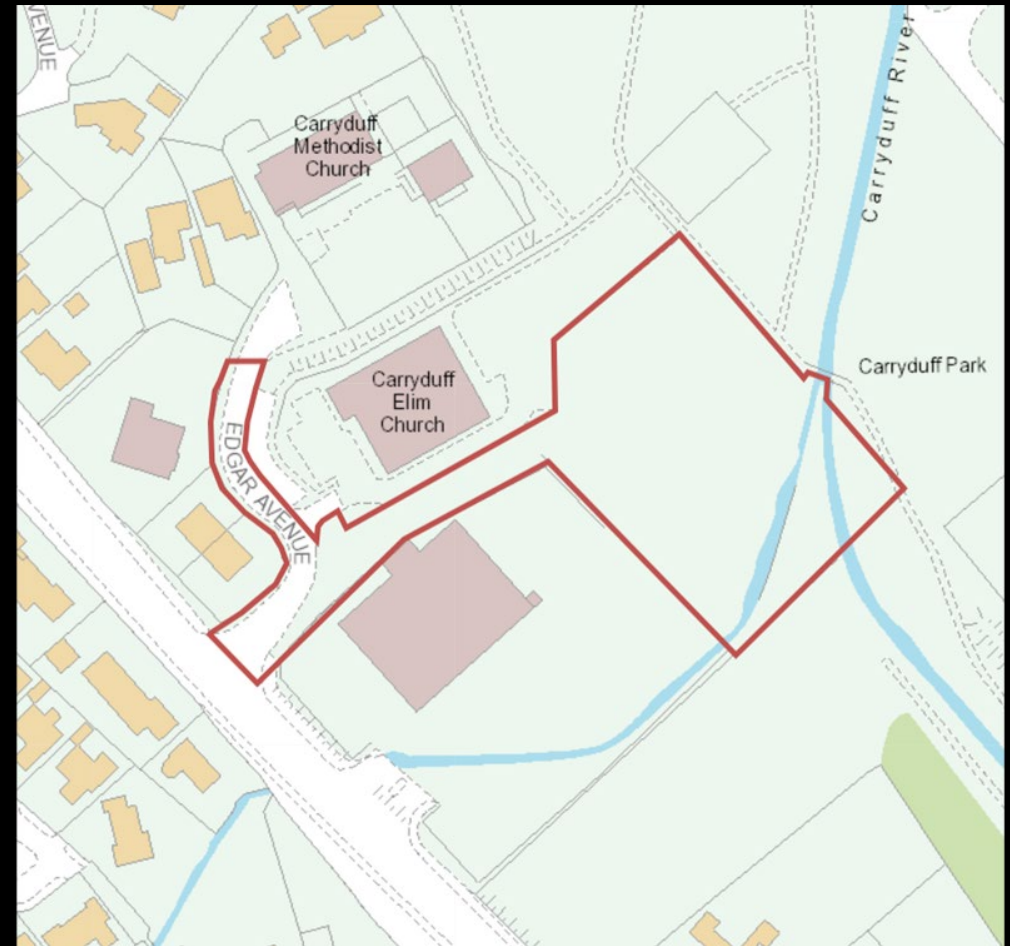 VENUE
Carryduff River
Carryduff
Methodist
Church
Carryduff Park
Carryduff
Elim
Church
EDGAR AVENUE